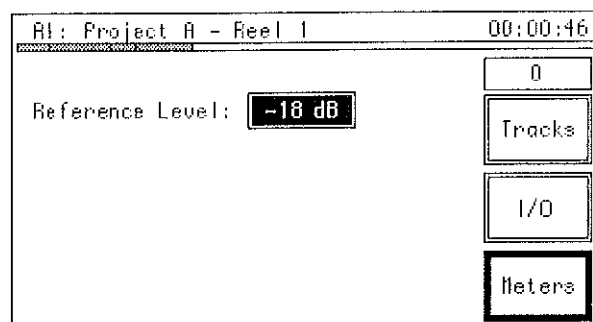 A1: Project A - Reel 1 00:00:46
0
Reference Level: -18 dB
Tracks
I/O
Meters